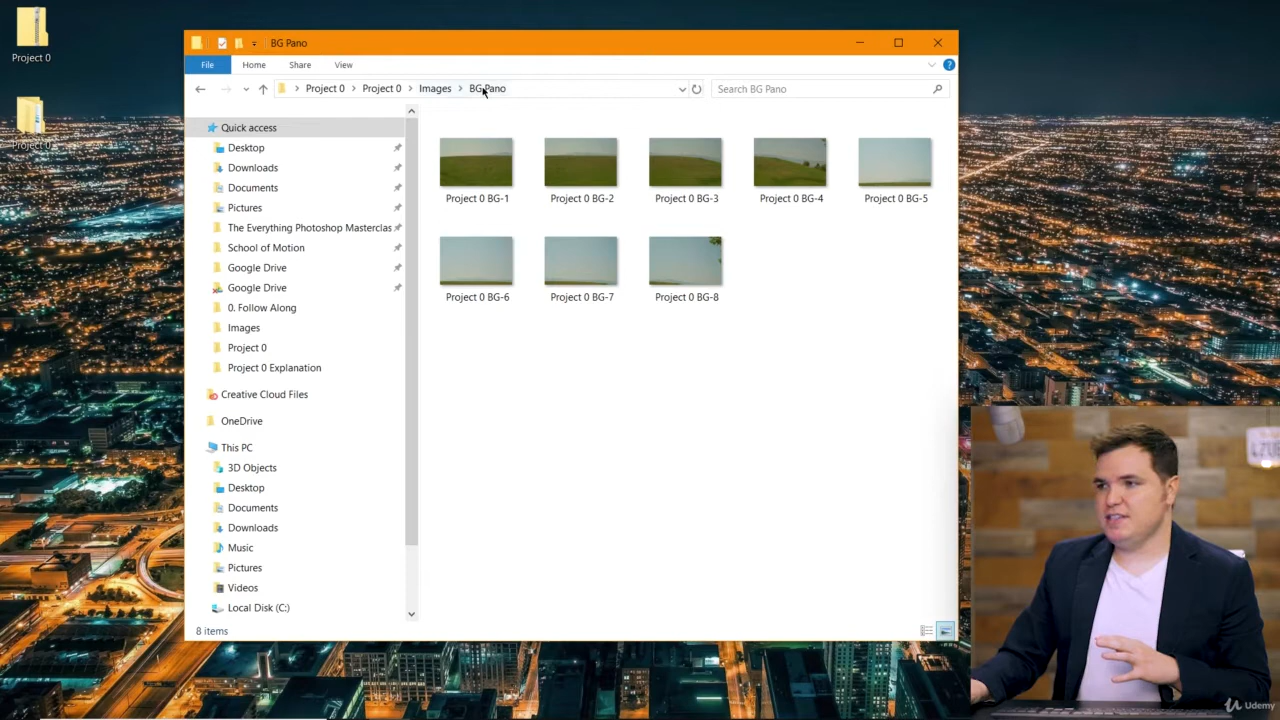 Project 0
Project 0
BG Pano
File
Home
Share
View
Project 0
Project 0
Images
BG Pano
Search BG Pano
Quick access
Desktop
Downloads
Documents
Pictures
The Everything Photoshop Masterclas
School of Motion
Google Drive
Google Drive
0. Follow Along
Images
Project 0
Project 0 Explanation
Creative Cloud Files
OneDrive
This PC
3D Objects
Desktop
Documents
Downloads
Music
Pictures
Videos
Local Disk (C:)
Project 0 BG-1
Project 0 BG-2
Project 0 BG-3
Project 0 BG-4
Project 0 BG-5
Project 0 BG-6
Project 0 BG-7
Project 0 BG-8
8 items
Udemy